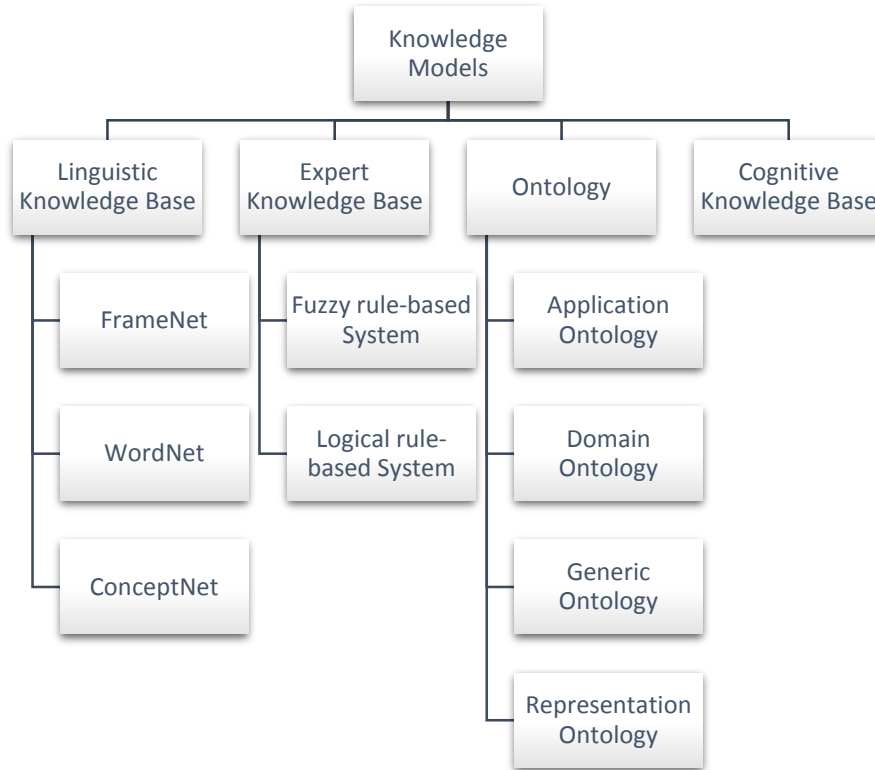 Knowledge
Models
Linguistic
Knowledge Base
Expert
Knowledge Base
Ontology
Cognitive
Knowledge Base
FrameNet
WordNet
ConceptNet
Fuzzy rule-based
System
Logical rule-
based System
Application
Ontology
Domain
Ontology
Generic
Ontology
Representation
Ontology